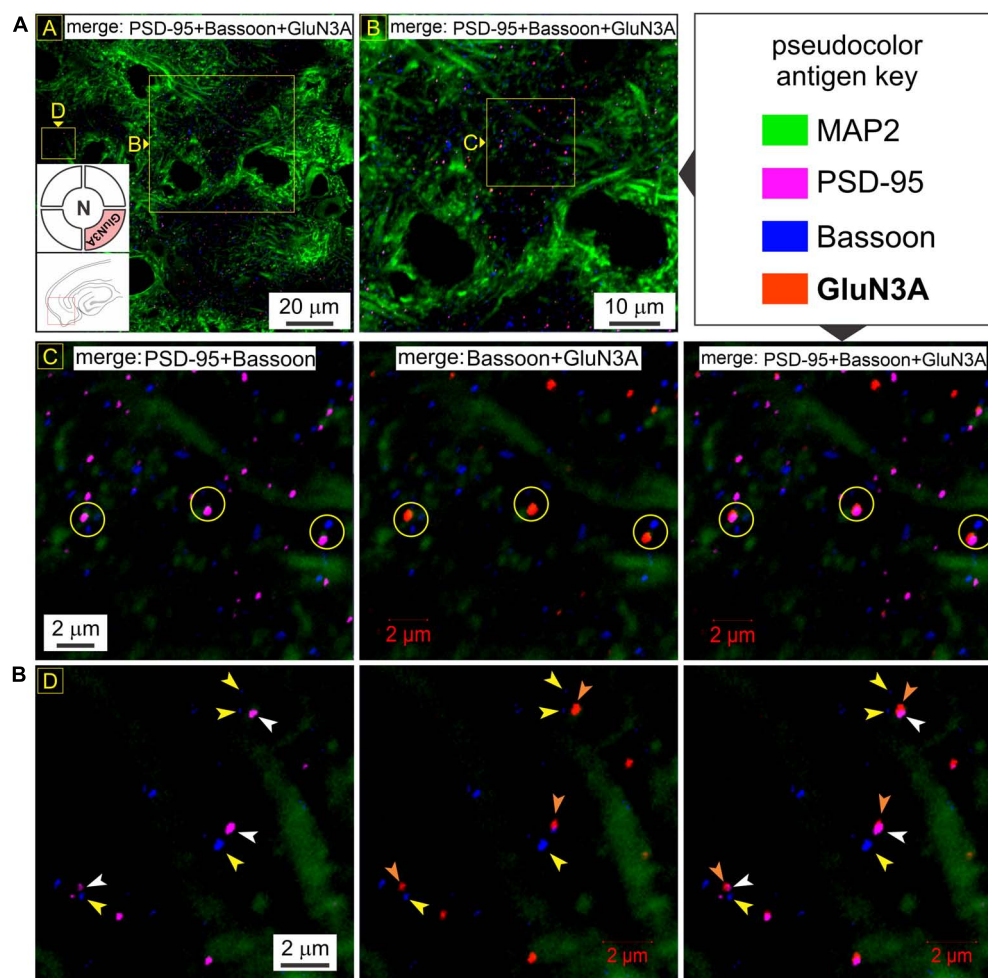 A
A
merge: PSD-95+Bassoon+GluN3A
D
B
N
GluN3A
20 μm
B
merge: PSD-95+Bassoon+GluN3A
C
10 μm
pseudocolor
antigen key
MAP2
PSD-95
Bassoon
GluN3A
C
merge: PSD-95+Bassoon
2 μm
merge: Bassoon+GluN3A
2 μm
merge: PSD-95+Bassoon+GluN3A
2 μm
B
D
2 μm
2 μm
2 μm